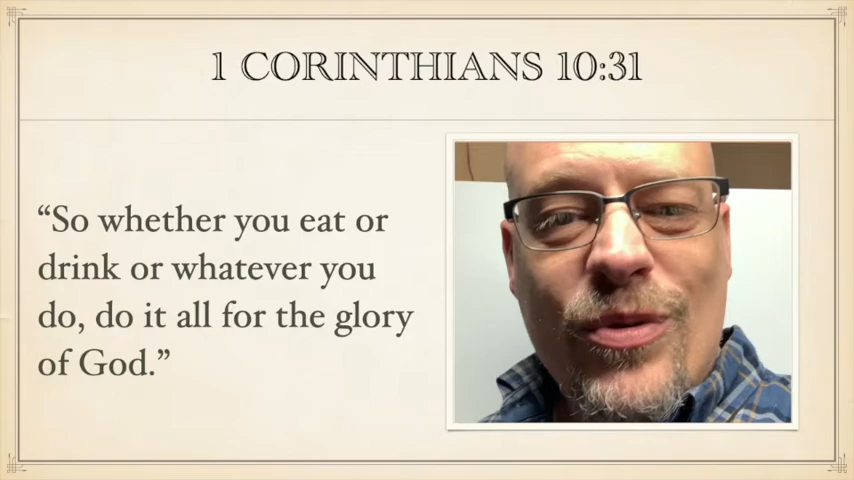 1 CORINTHIANS 10:31
“So whether you eat or
drink or whatever you
do, do it all for the glory
of God.”